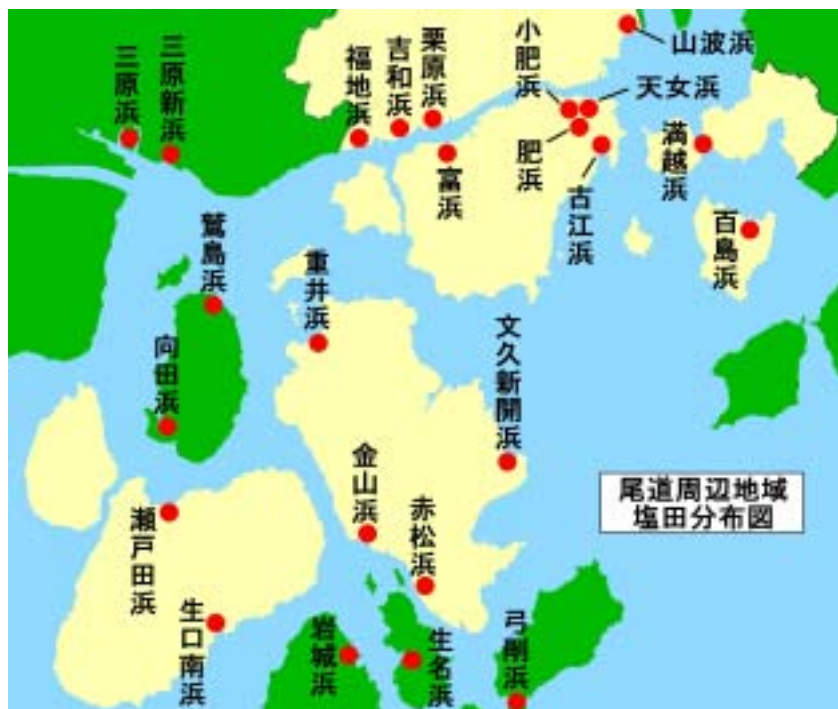 山波浜
小肥浜
天女浜
栗原浜
吉和浜
福地浜
三原新浜
三原浜
満越浜
肥浜
古江浜
富浜
百島浜
鷲島浜
重井浜
向田浜
文久新開浜
金山浜
赤松浜
瀬戸田浜
生口南浜
岩城浜
生名浜
弓削浜
尾道周辺地域
塩田分布図